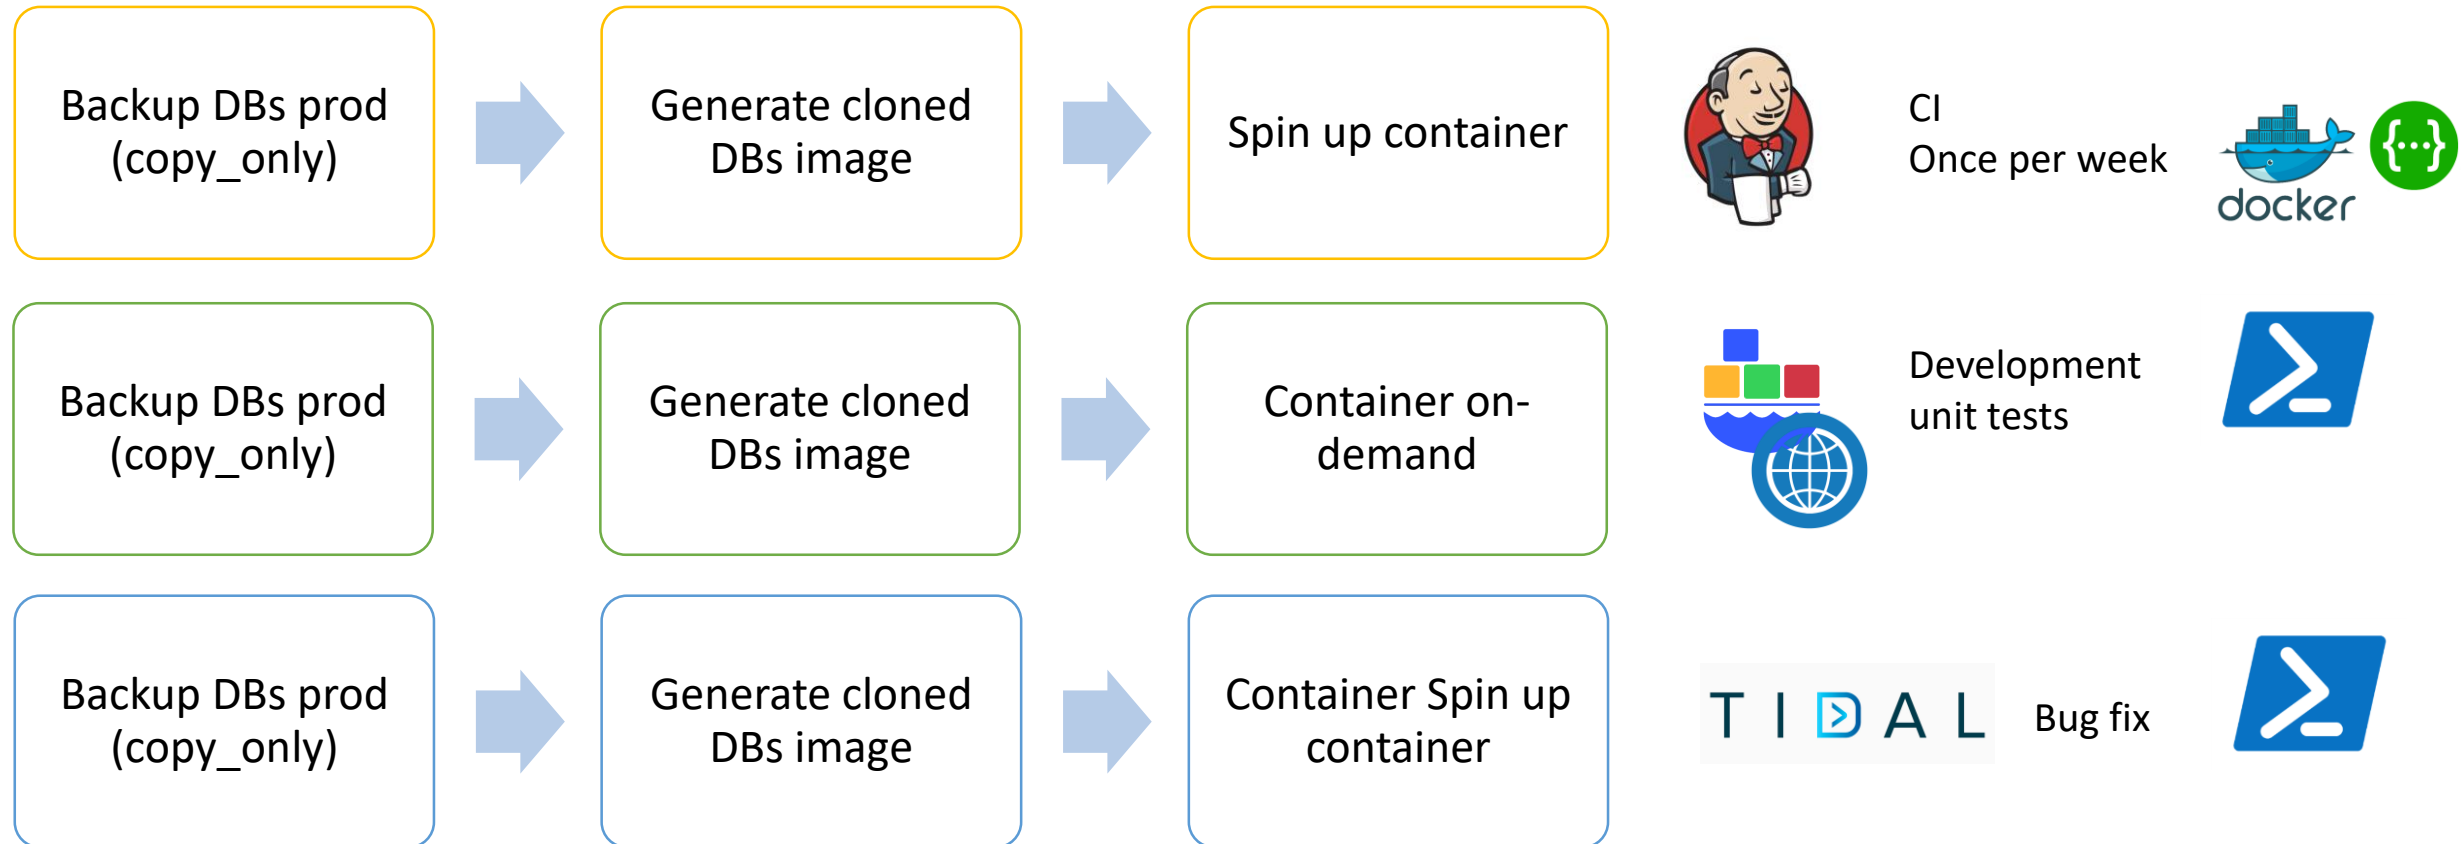 Backup DBs prod
(copy_only)
Generate cloned
DBs image
Spin up container
CI
Once per week
docker
{...}
Backup DBs prod
(copy_only)
Generate cloned
DBs image
Container on-
demand
Development
unit tests
Backup DBs prod
(copy_only)
Generate cloned
DBs image
Container Spin up
container
TIDAL
Bug fix